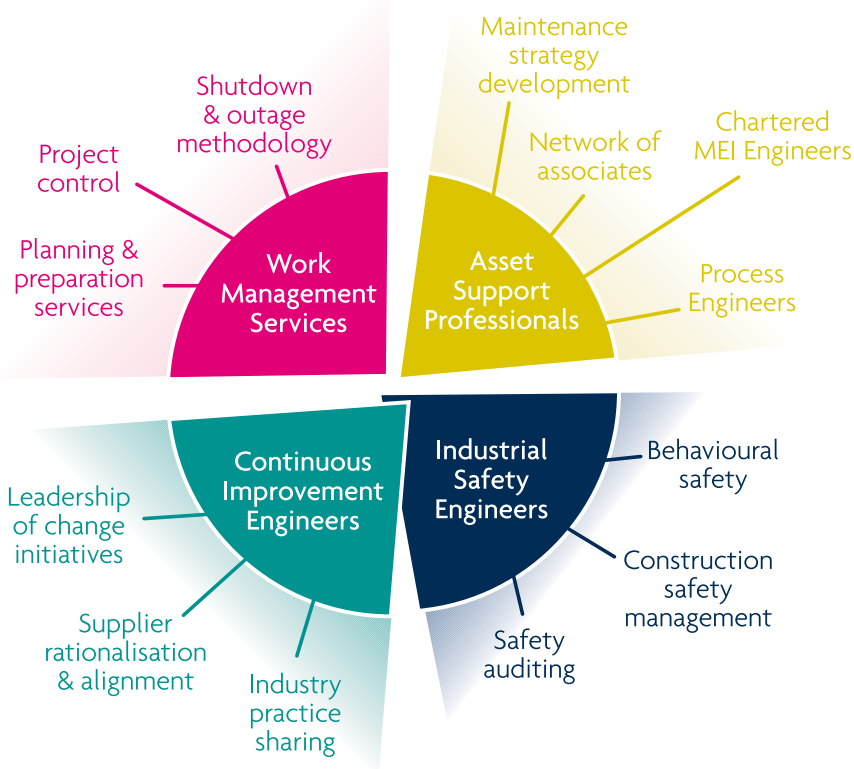 Shutdown
& outage
methodology
Project
control
Planning &
preparation
services
Work
Management
Services
Maintenance
strategy
development
Network of
associates
Chartered
MEI Engineers
Process
Engineers
Asset
Support
Professionals
Continuous
Improvement
Engineers
Leadership
of change
initiatives
Supplier
rationalisation
& alignment
Industry
practice
sharing
Industrial
Safety
Engineers
Behavioural
safety
Construction
safety
management
Safety
auditing